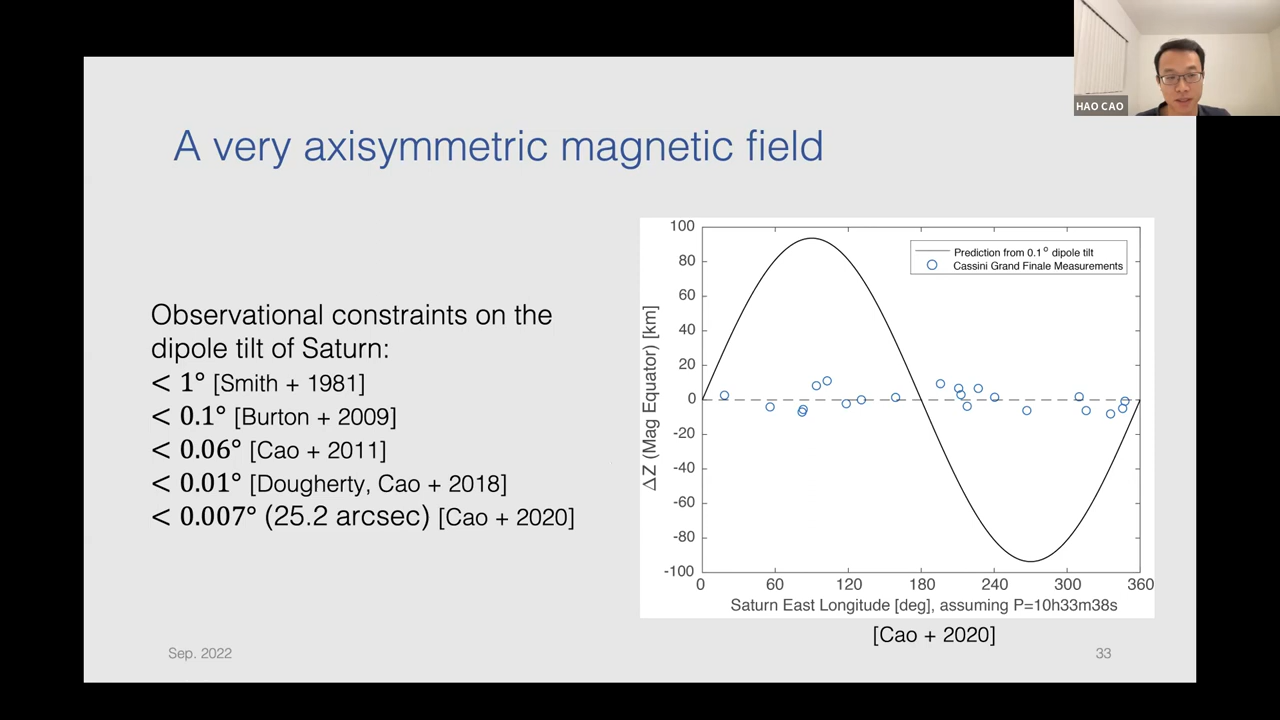 HAO CAO
A very axisymmetric magnetic field
Observational constraints on the
dipole tilt of Saturn:
< 1° [Smith + 1981]
< 0.1° [Burton + 2009]
< 0.06° [Cao + 2011]
< 0.01° [Dougherty, Cao + 2018]
< 0.007° (25.2 arcsec) [Cao + 2020]
100
80
60
40
20
0
-20
-40
-60
-80
-100
ΔZ (Mag Equator) [km]
Prediction from 0.1° dipole tilt
Cassini Grand Finale Measurements
0 60 120 180 240 300 360
Saturn East Longitude [deg], assuming P=10h33m38s
[Cao + 2020]
Sep. 2022
33